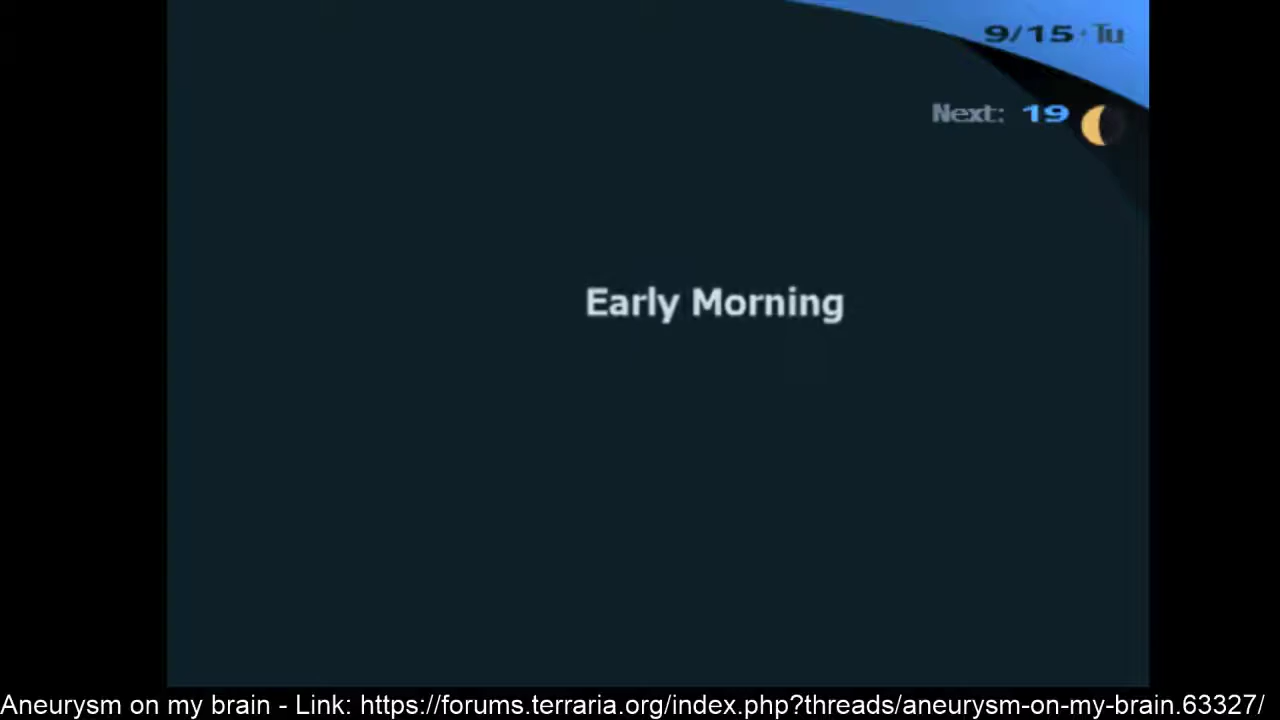 9/15·Tu
Next: 19
Early Morning
Aneurysm on my brain - Link: https://forums.terraria.org/index.php?threads/aneurysm-on-my-brain.63327/